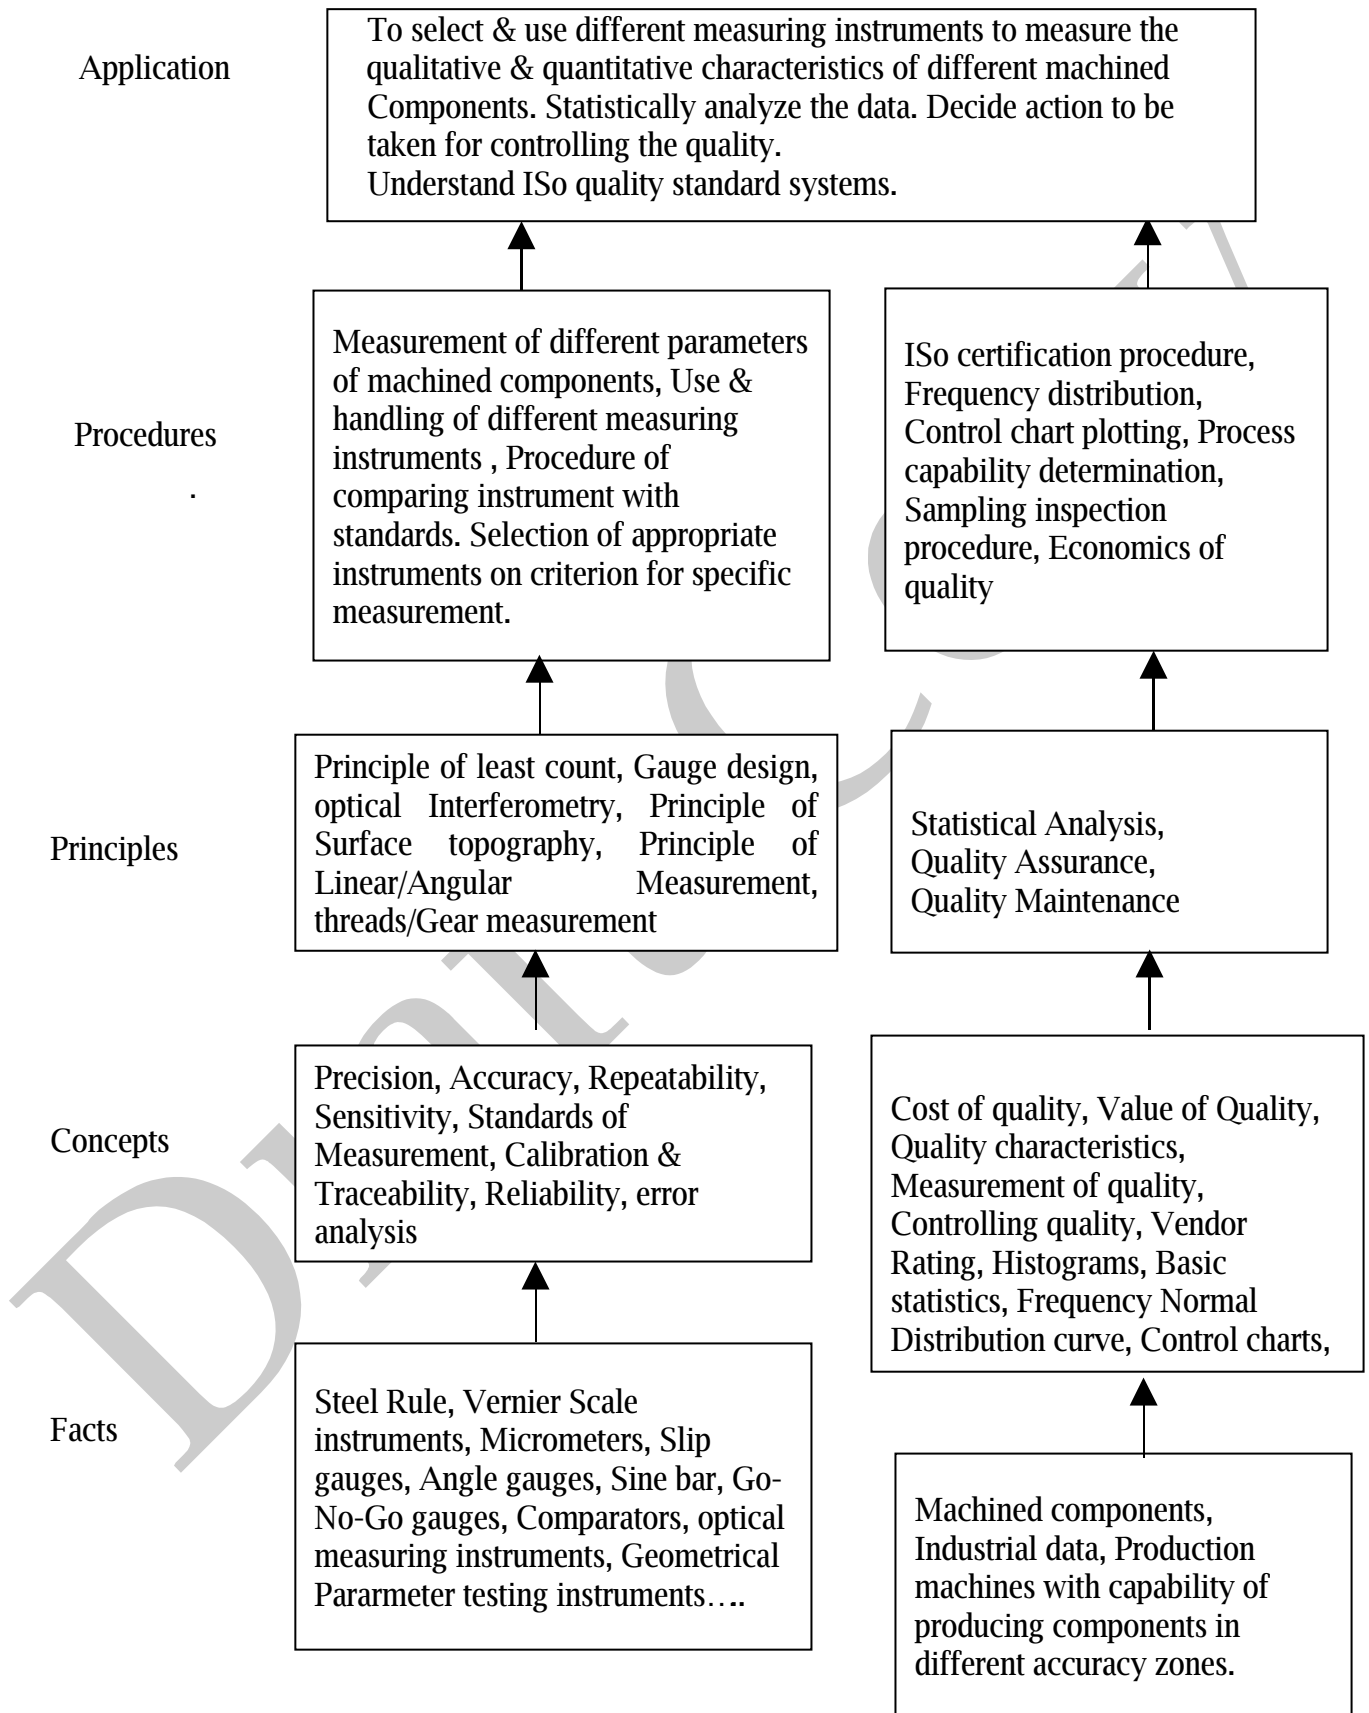 Application
To select & use different measuring instruments to measure the
qualitative & quantitative characteristics of different machined
Components. Statistically analyze the data. Decide action to be
taken for controlling the quality.
Understand ISo quality standard systems.
Procedures
.
Measurement of different parameters
of machined components, Use &
handling of different measuring
instruments , Procedure of
comparing instrument with
standards. Selection of appropriate
instruments on criterion for specific
measurement.
ISo certification procedure,
Frequency distribution,
Control chart plotting, Process
capability determination,
Sampling inspection
procedure, Economics of
quality
Principles
Principle of least count, Gauge design,
optical Interferometry, Principle of
Surface topography, Principle of
Linear/Angular Measurement,
threads/Gear measurement
Statistical Analysis,
Quality Assurance,
Quality Maintenance
Concepts
Precision, Accuracy, Repeatability,
Sensitivity, Standards of
Measurement, Calibration &
Traceability, Reliability, error
analysis
Cost of quality, Value of Quality,
Quality characteristics,
Measurement of quality,
Controlling quality, Vendor
Rating, Histograms, Basic
statistics, Frequency Normal
Distribution curve, Control charts,
Facts
Steel Rule, Vernier Scale
instruments, Micrometers, Slip
gauges, Angle gauges, Sine bar, Go-
No-Go gauges, Comparators, optical
measuring instruments, Geometrical
Pararmeter testing instruments…..
Machined components,
Industrial data, Production
machines with capability of
producing components in
different accuracy zones.